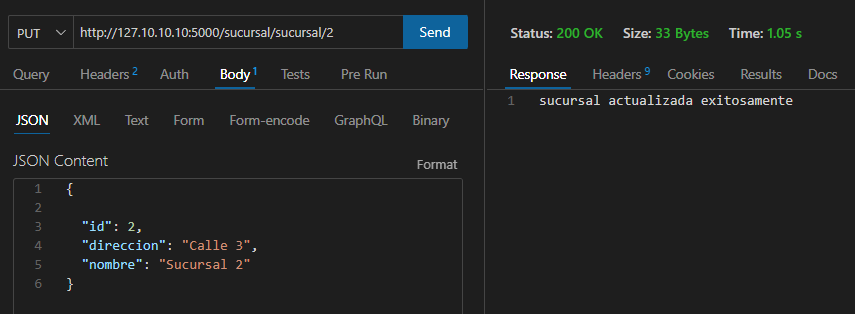 PUT http://127.10.10.10:5000/sucursal/sucursal/2 Send
Query Headers 2 Auth Body 1 Tests Pre Run
JSON XML Text Form Form-encode GraphQL Binary
JSON Content Format
1 {
2
3 "id": 2,
4 "direccion": "Calle 3",
5 "nombre": "Sucursal 2"
6 }
Status: 200 OK Size: 33 Bytes Time: 1.05 s
Response Headers 9 Cookies Results Docs
1 sucursal actualizada exitosamente